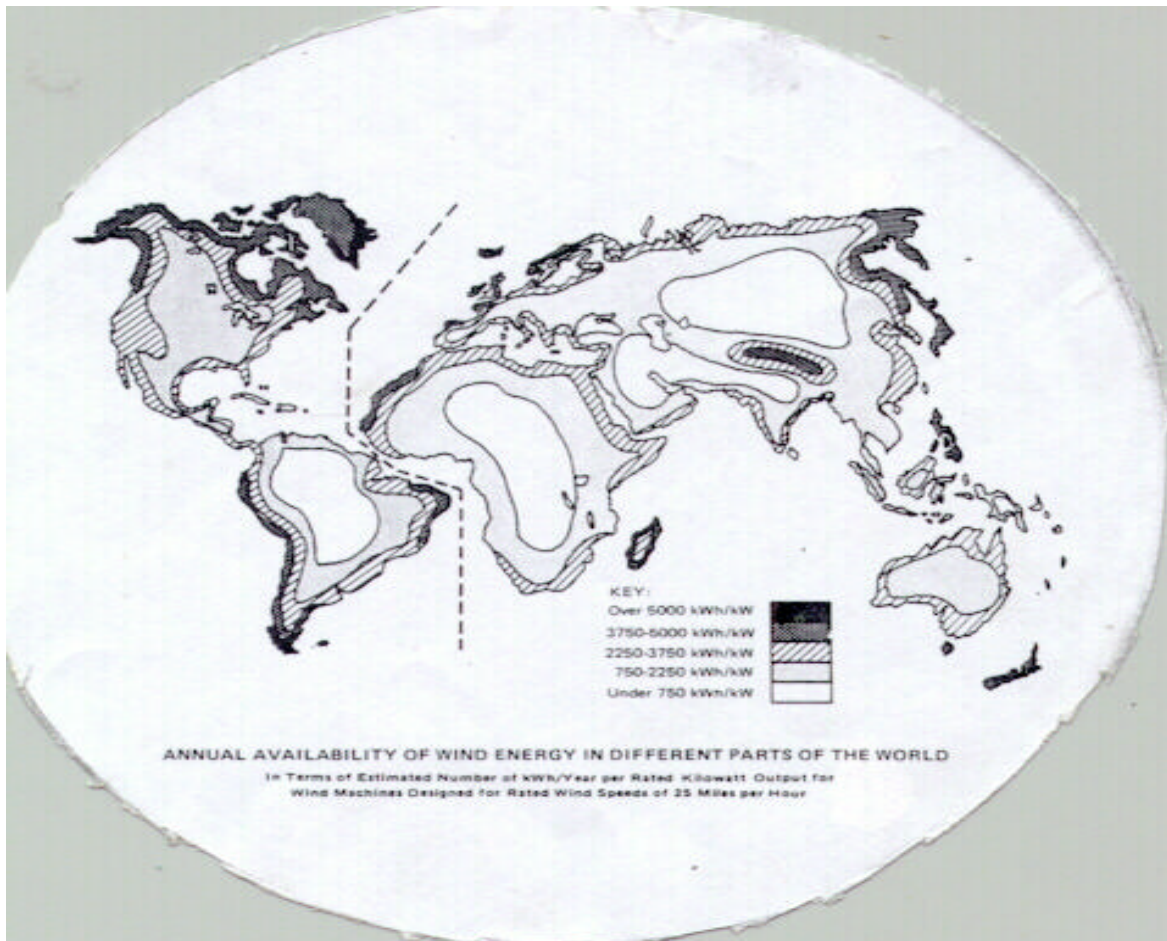 KEY:
Over 5000 kWh/kW
3750-5000 kWh/kW
2250-3750 kWh/kW
750-2250 kWh/kW
Under 750 kWh/kW
ANNUAL AVAILABILITY OF WIND ENERGY IN DIFFERENT PARTS OF THE WORLD
In Terms of Estimated Number of kWh/Year per Rated Kilowatt Output for
Wind Machines Designed for Rated Wind Speeds of 25 Miles per Hour